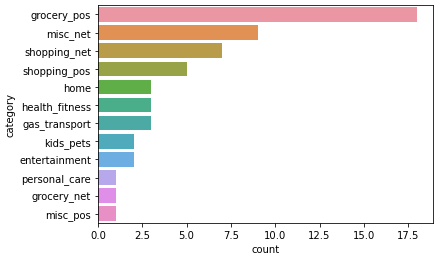 grocery_pos
misc_net
shopping_net
shopping_pos
home
health_fitness
gas_transport
kids_pets
entertainment
personal_care
grocery_net
misc_pos
category
0.0 2.5 5.0 7.5 10.0 12.5 15.0 17.5
count